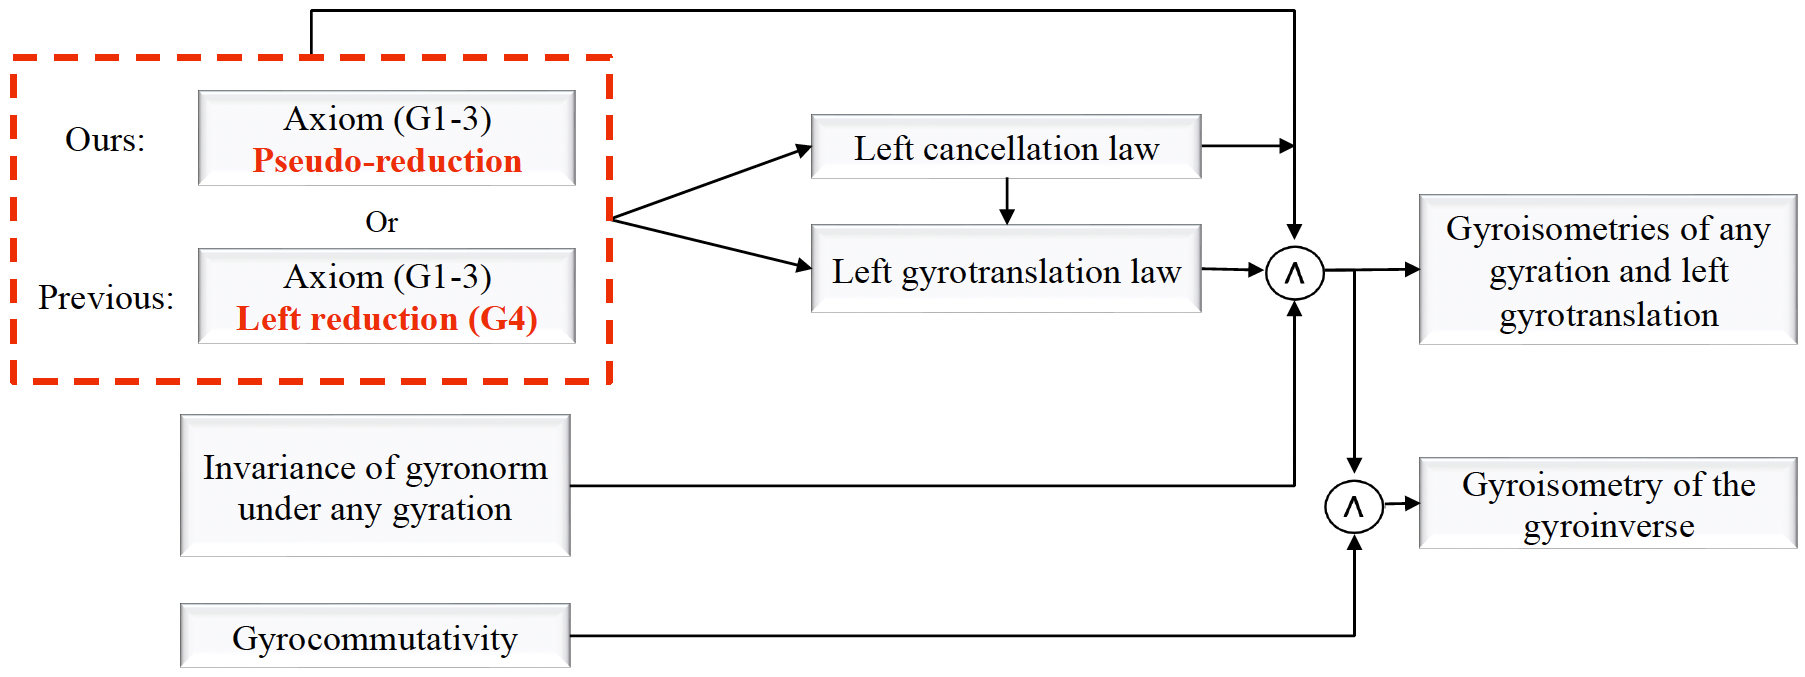 Ours:
Axiom (G1-3)
Pseudo-reduction
Or
Previous:
Axiom (G1-3)
Left reduction (G4)
Left cancellation law
Left gyrotranslation law
∧
Gyroisometries of any
gyration and left
gyrotranslation
Invariance of gyronorm
under any gyration
∧
Gyroisometry of the
gyroinverse
Gyrocommutativity